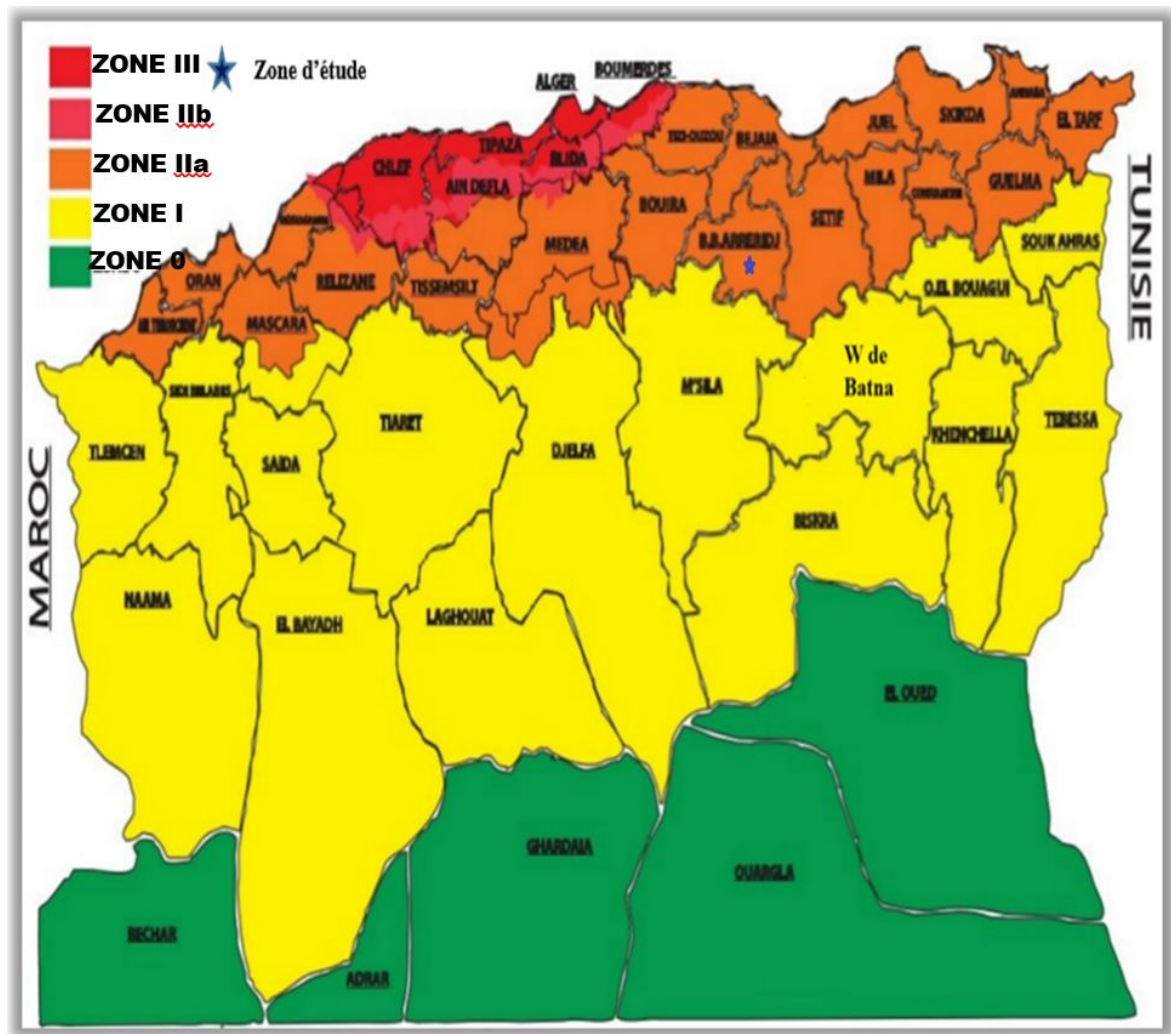 ZONE III
Zone d'étude
ZONE IIb
ZONE IIa
ZONE I
ZONE 0
ALGER
BOUMERDES
TIPAZA
CHLEF
BLIDA
AIN DEFLA
TIZI-OUZOU
BEJAIA
JIJEL
SKIKDA
ANNABA
EL TARF
BOUIRA
MILA
GUELMA
SETIF
MEDEA
B.B.ARRERIDJ
SOUK AHRAS
O.EL BOUAGUI
ORAN
RELIZANE
TISSEMSILT
MASCARA
TUNISIE
MAROC
TLEMCEN
SAIDA
TIARET
DJELFA
M'SILA
W de
Batna
KHENCHELLA
TEBESSA
BISKRA
NAAMA
EL BAYADH
LAGHOUAT
EL OUED
GHARDAIA
OUARGLA
BECHAR
ADRAR